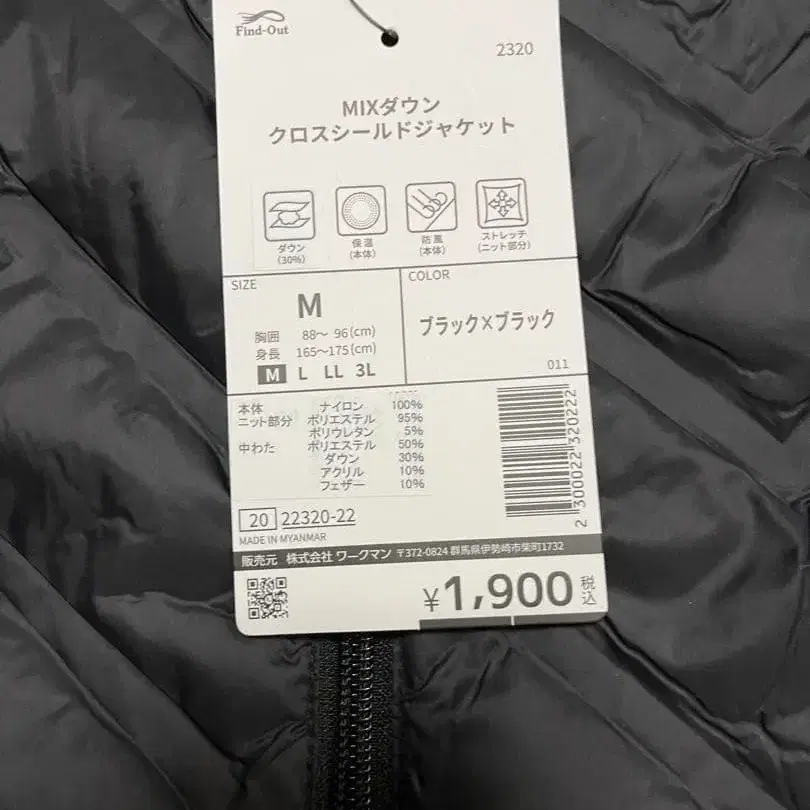 Find-Out
2320
MIXダウン
クロスシールドジャケット
ダウン
(30%)
保温
(本体)
防風
(本体)
ストレッチ
(ニット部分)
SIZE
M
胸囲 88〜 96(cm)
身長 165〜175(cm)
M L LL 3L
COLOR
ブラック×ブラック
011
本体 ナイロン 100%
ニット部分 ポリエステル 95%
ポリウレタン 5%
中わた ポリエステル 50%
ダウン 30%
アクリル 10%
フェザー 10%
20 22320-22
MADE IN MYANMAR
2 300022 320222
販売元 株式会社 ワークマン 〒372-0824 群馬県伊勢崎市柴町1732
¥1,900 税込